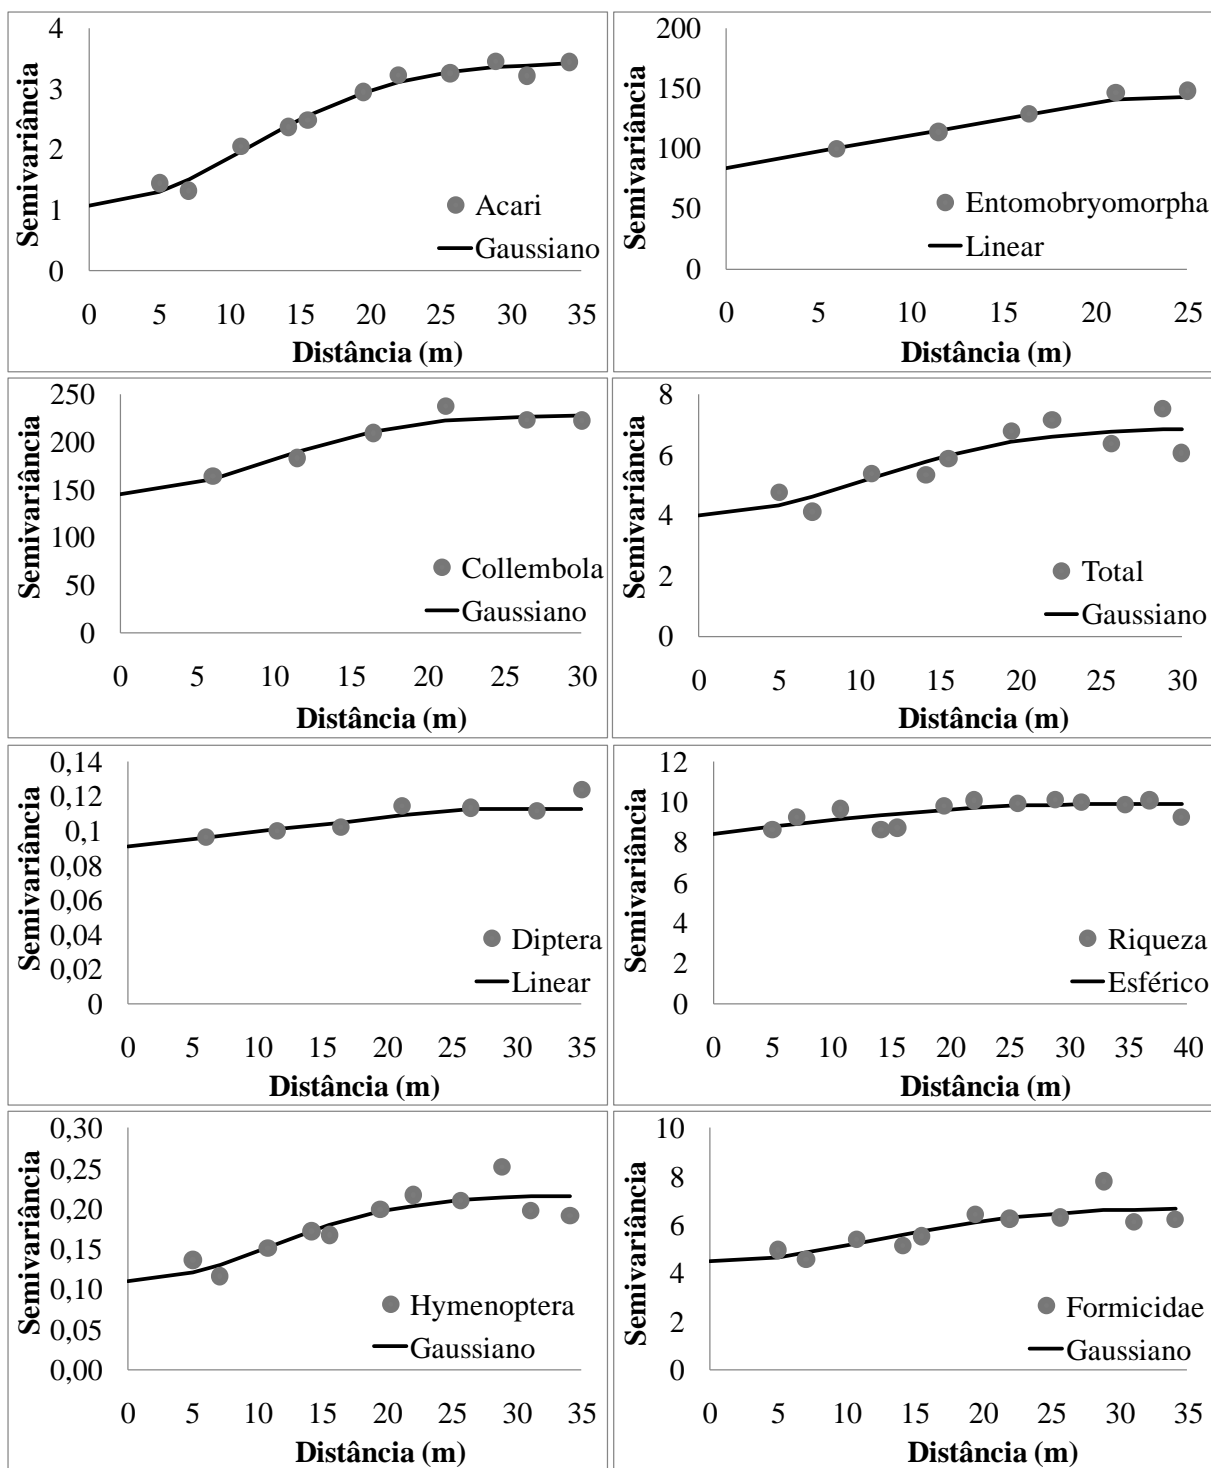 Semivariância
4
3
2
1
0
Acari
Gaussiano
0 5 10 15 20 25 30 35
Distância (m)
Semivariância
200
150
100
50
0
Entomobryomorpha
Linear
0 5 10 15 20 25
Distância (m)
Semivariância
250
200
150
100
50
0
Collembola
Gaussiano
0 5 10 15 20 25 30
Distância (m)
Semivariância
8
6
4
2
0
Total
Gaussiano
0 5 10 15 20 25 30
Distância (m)
Semivariância
0,14
0,12
0,1
0,08
0,06
0,04
0,02
0
Diptera
Linear
0 5 10 15 20 25 30 35
Distância (m)
Semivariância
12
10
8
6
4
2
0
Riqueza
Esférico
0 5 10 15 20 25 30 35 40
Distância (m)
Semivariância
0,30
0,25
0,20
0,15
0,10
0,05
0,00
Hymenoptera
Gaussiano
0 5 10 15 20 25 30 35
Distância (m)
Semivariância
10
8
6
4
2
0
Formicidae
Gaussiano
0 5 10 15 20 25 30 35
Distância (m)